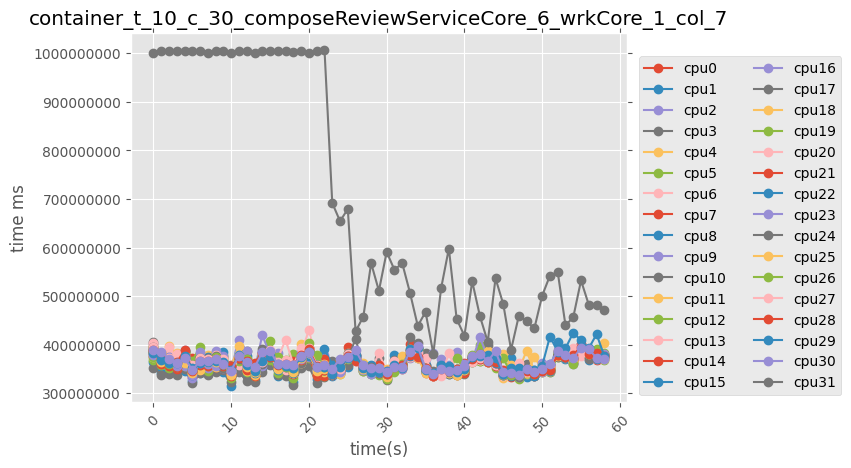 container_t_10_c_30_composeReviewServiceCore_6_wrkCore_1_col_7
1000000000
900000000
800000000
700000000
600000000
500000000
400000000
300000000
time ms
0
10
20
30
40
50
60
time(s)
cpu0
cpu1
cpu2
cpu3
cpu4
cpu5
cpu6
cpu7
cpu8
cpu9
cpu10
cpu11
cpu12
cpu13
cpu14
cpu15
cpu16
cpu17
cpu18
cpu19
cpu20
cpu21
cpu22
cpu23
cpu24
cpu25
cpu26
cpu27
cpu28
cpu29
cpu30
cpu31